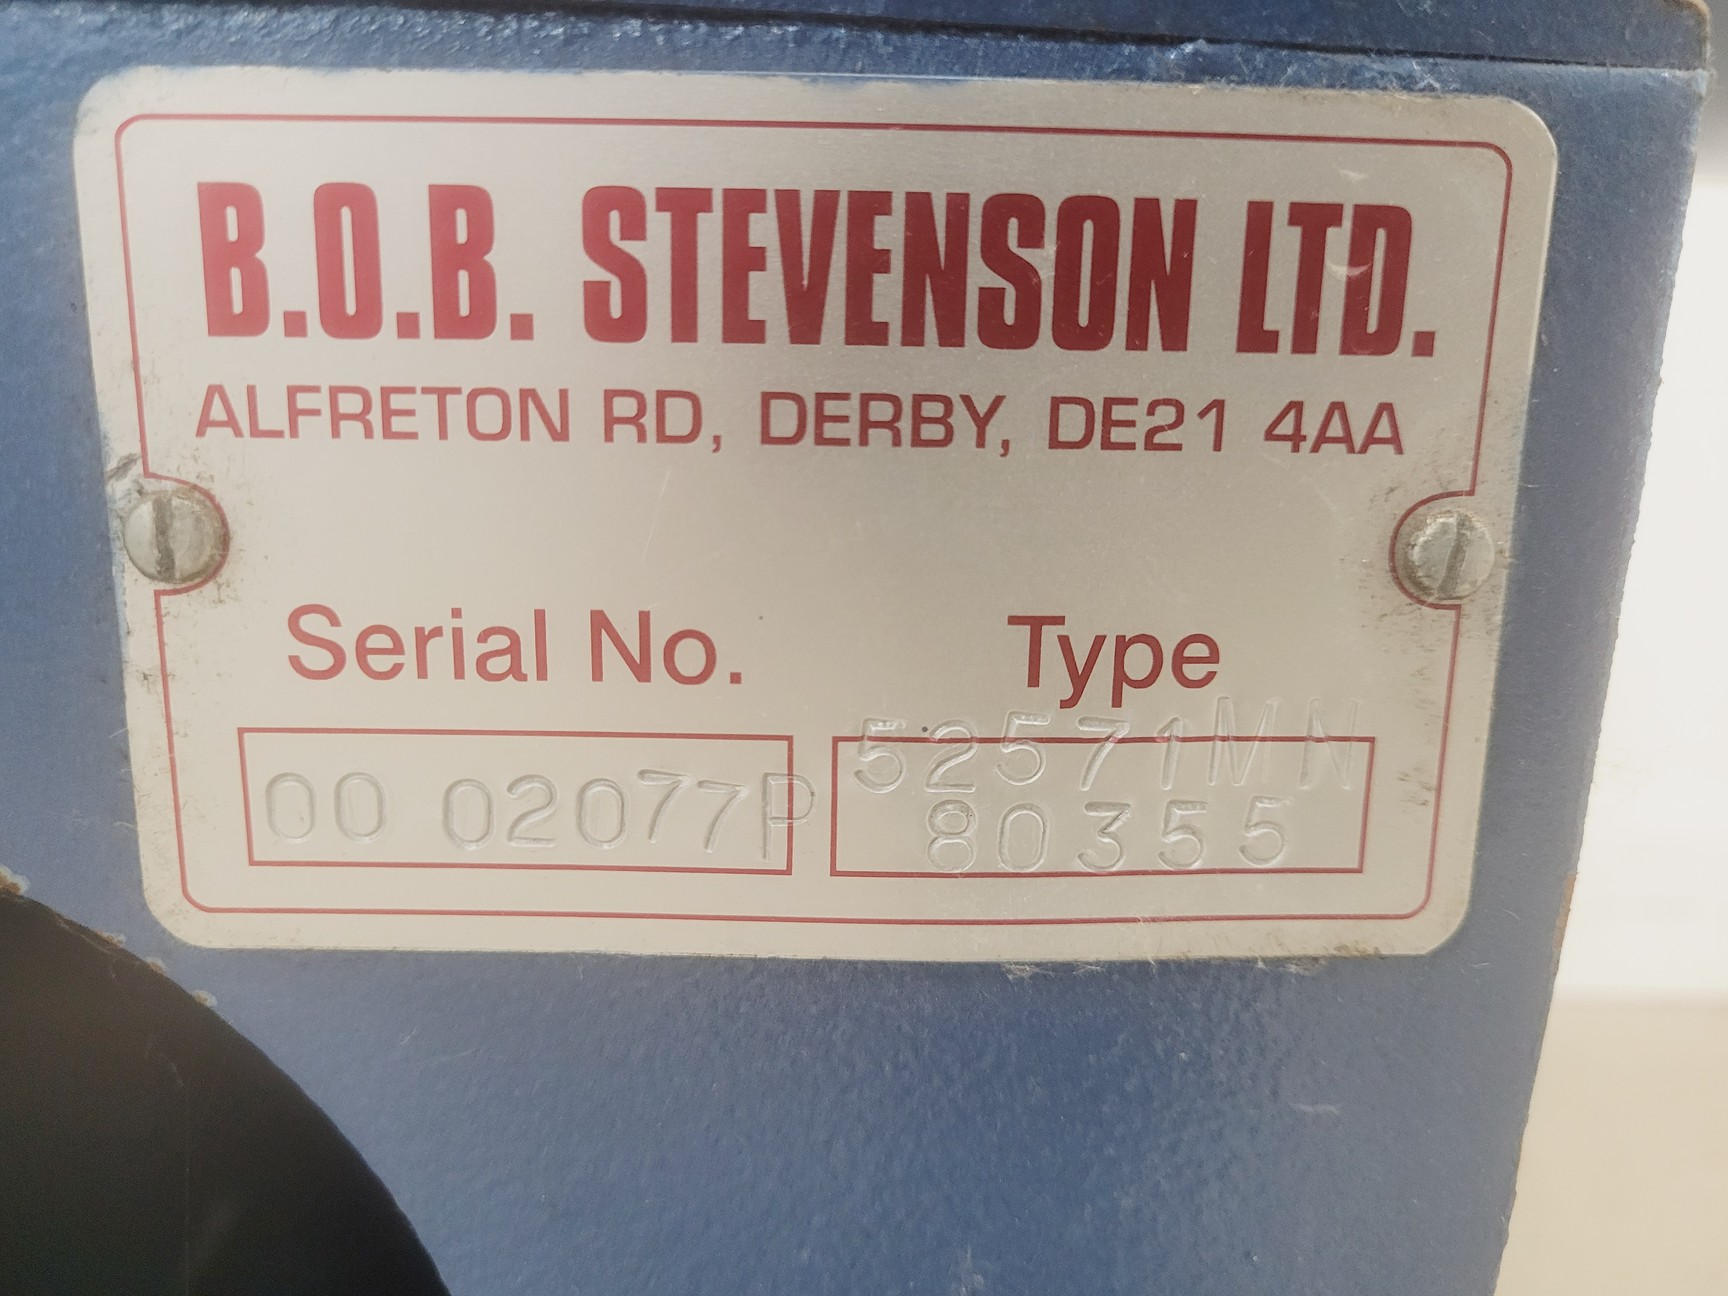 B.O.B. STEVENSON LTD.
ALFRETON RD, DERBY, DE21 4AA
Serial No. Type
52571MN
00 02077P 80355